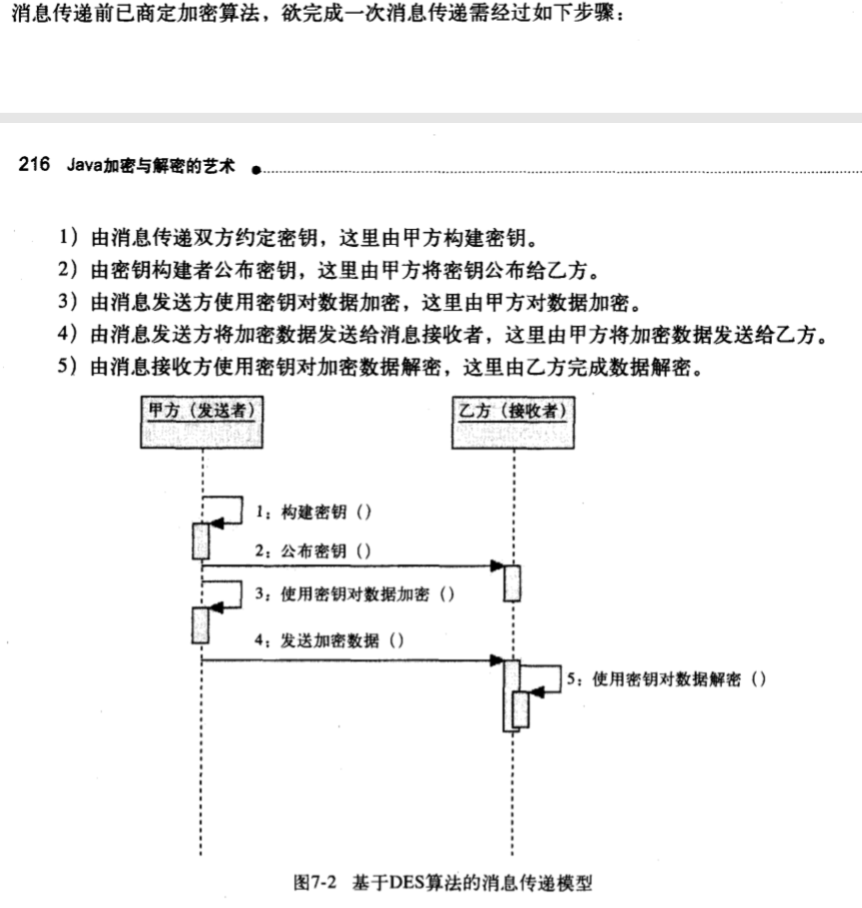 消息传递前已商定加密算法，欲完成一次消息传递需经过如下步骤：
216 Java加密与解密的艺术
1）由消息传递双方约定密钥，这里由甲方构建密钥。
2）由密钥构建者公布密钥，这里由甲方将密钥公布给乙方。
3）由消息发送方使用密钥对数据加密，这里由甲方对数据加密。
4）由消息发送方将加密数据发送给消息接收者，这里由甲方将加密数据发送给乙方。
5）由消息接收方使用密钥对加密数据解密，这里由乙方完成数据解密。
甲方（发送者）
乙方（接收者）
1：构建密钥（）
2：公布密钥（）
3：使用密钥对数据加密（）
4：发送加密数据（）
5：使用密钥对数据解密（）
图7-2 基于DES算法的消息传递模型